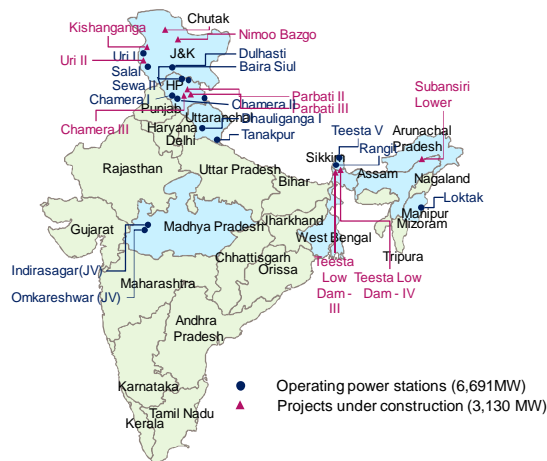 Kishanganga
Chutak
Nimoo Bazgo
Uri II
Uri I
J&K
Dulhasti
Salal
Baira Siul
Sewa II
HP
Chamera I
Chamera II
Parbati II
Parbati III
Punjab
Dhauliganga I
Uttaranchal
Chamera III
Haryana
Delhi
Tanakpur
Subansiri
Lower
Teesta V
Arunachal
Pradesh
Rangit
Sikkim
Assam
Nagaland
Rajasthan
Uttar Pradesh
Bihar
Loktak
Manipur
Mizoram
Jharkhand
Gujarat
Madhya Pradesh
West Bengal
Tripura
Chhattisgarh
Orissa
Indirasagar(JV)
Maharashtra
Omkareshwar (JV)
Teesta
Low
Dam -
III
Teesta Low
Dam - IV
Andhra
Pradesh
Karnataka
Tamil Nadu
Kerala
Operating power stations (6,691MW)
Projects under construction (3,130 MW)